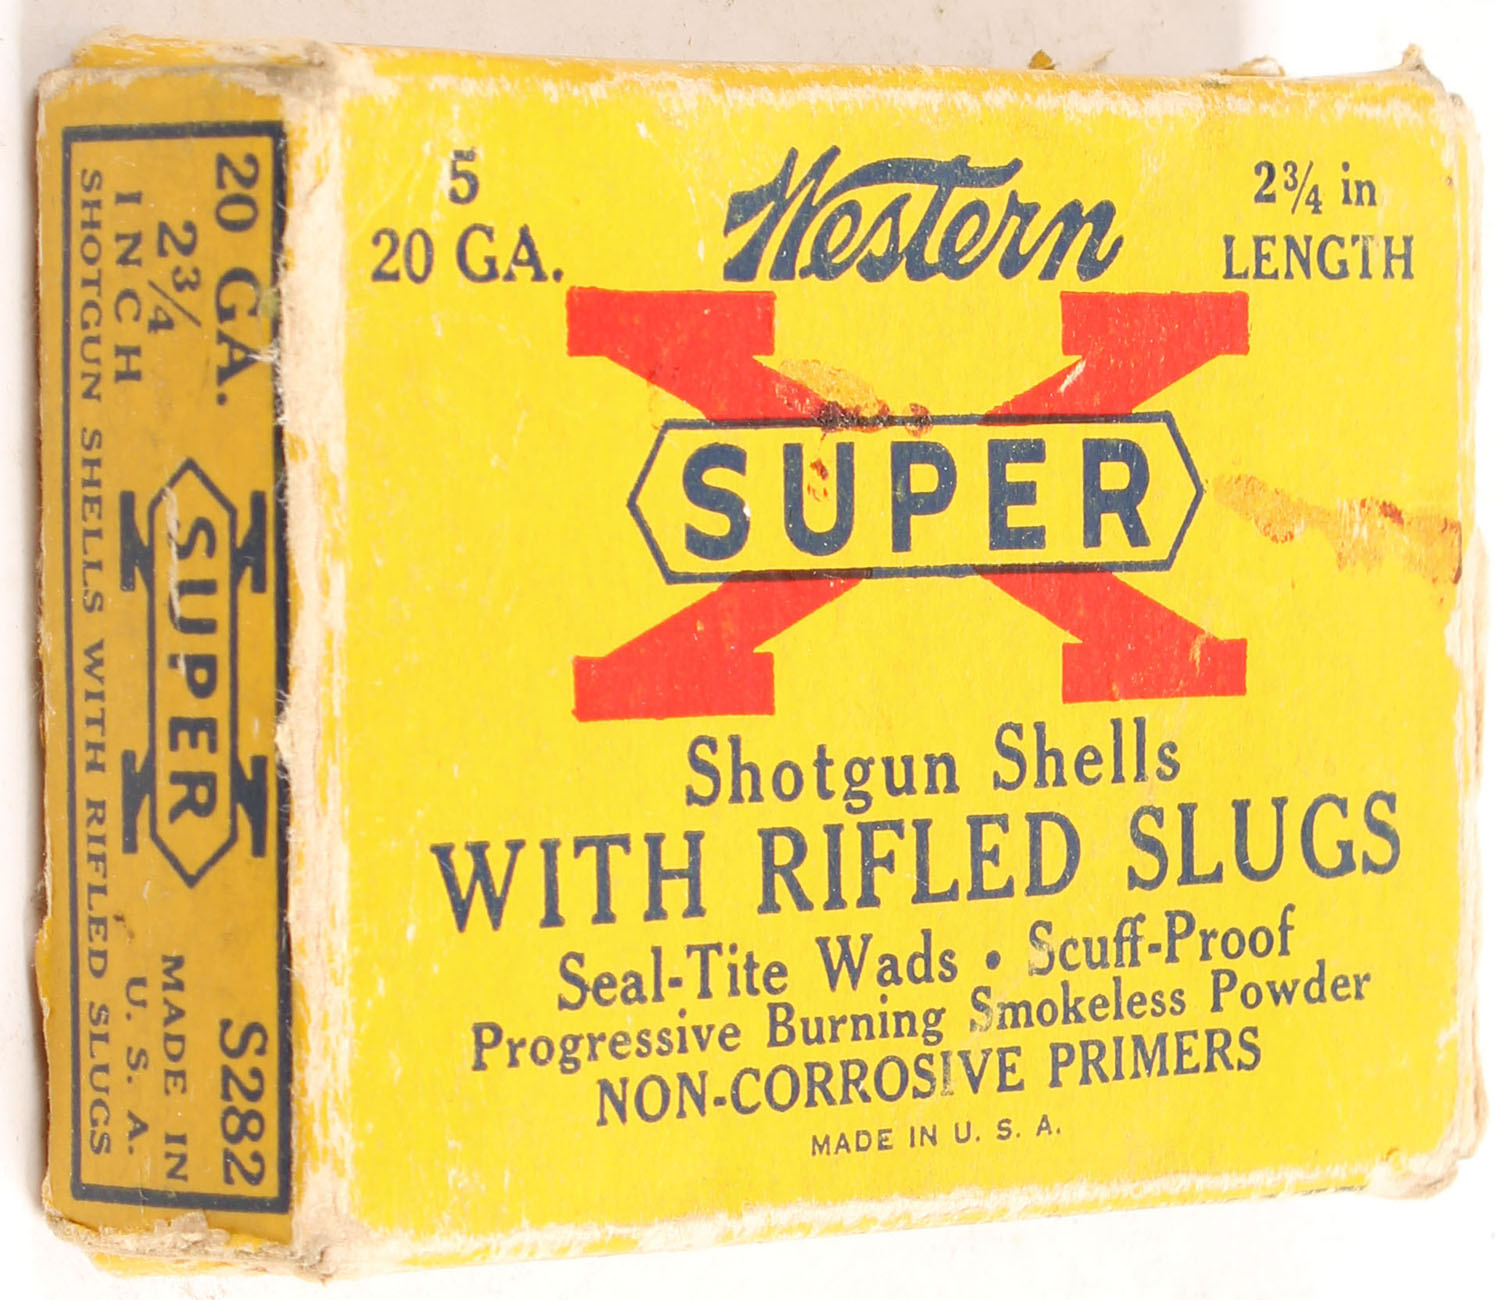 5
20 GA.
Western
2¾ in
LENGTH
SUPER X
Shotgun Shells
WITH RIFLED SLUGS
Seal-Tite Wads • Scuff-Proof
Progressive Burning Smokeless Powder
NON-CORROSIVE PRIMERS
MADE IN U. S. A.
20 GA.
2¾
INCH
SUPER X
S282
MADE IN
U. S. A.
SHOTGUN SHELLS WITH RIFLED SLUGS